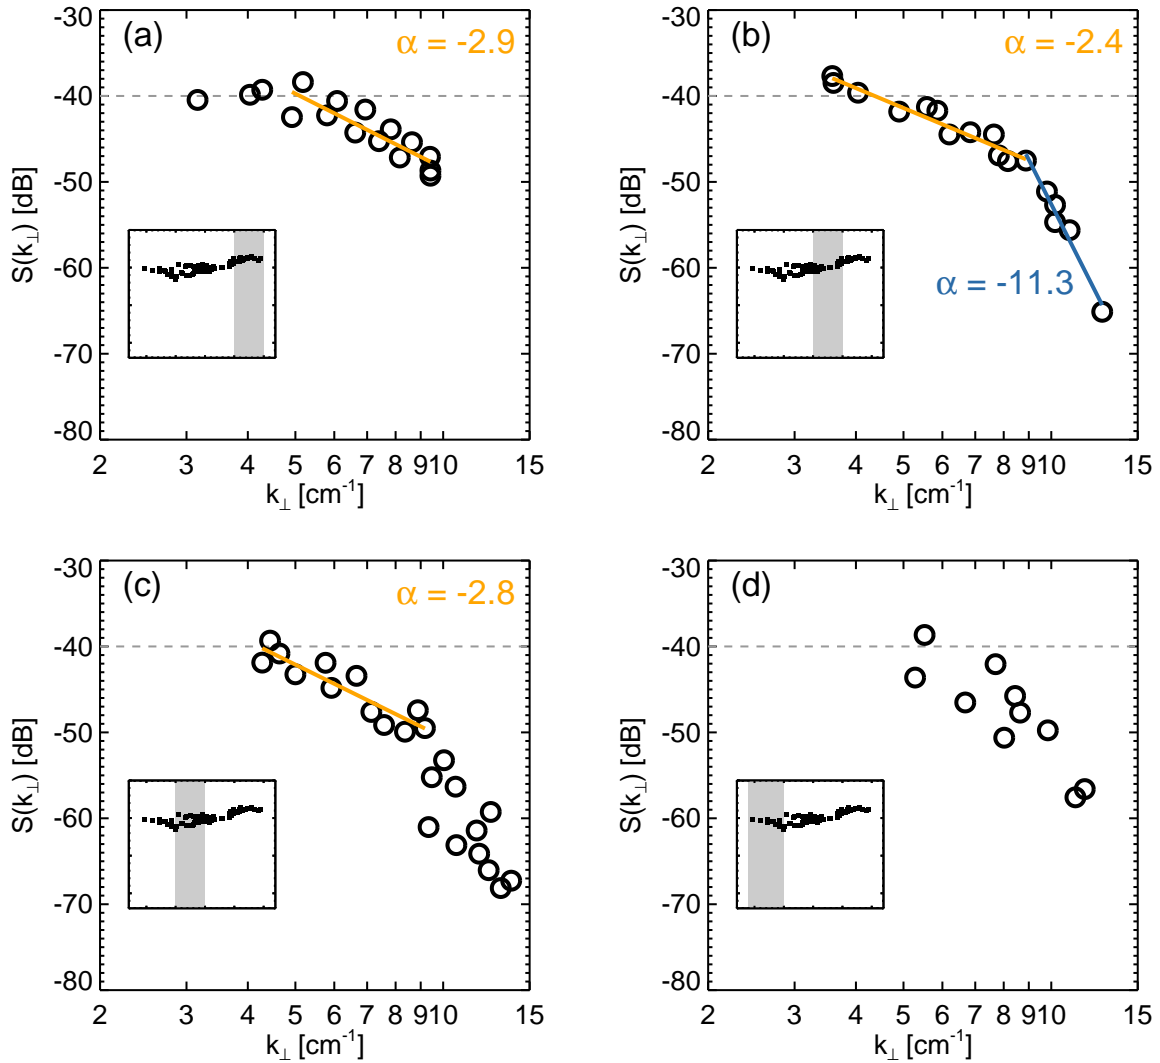 (a)
α = -2.9
-30
-40
-50
-60
-70
-80
S(k⊥) [dB]
2 3 4 5 6 7 8 9 10 15
k⊥ [cm-1]
(b)
α = -2.4
α = -11.3
-30
-40
-50
-60
-70
-80
S(k⊥) [dB]
2 3 4 5 6 7 8 9 10 15
k⊥ [cm-1]
(c)
α = -2.8
-30
-40
-50
-60
-70
-80
S(k⊥) [dB]
2 3 4 5 6 7 8 9 10 15
k⊥ [cm-1]
(d)
-30
-40
-50
-60
-70
-80
S(k⊥) [dB]
2 3 4 5 6 7 8 9 10 15
k⊥ [cm-1]